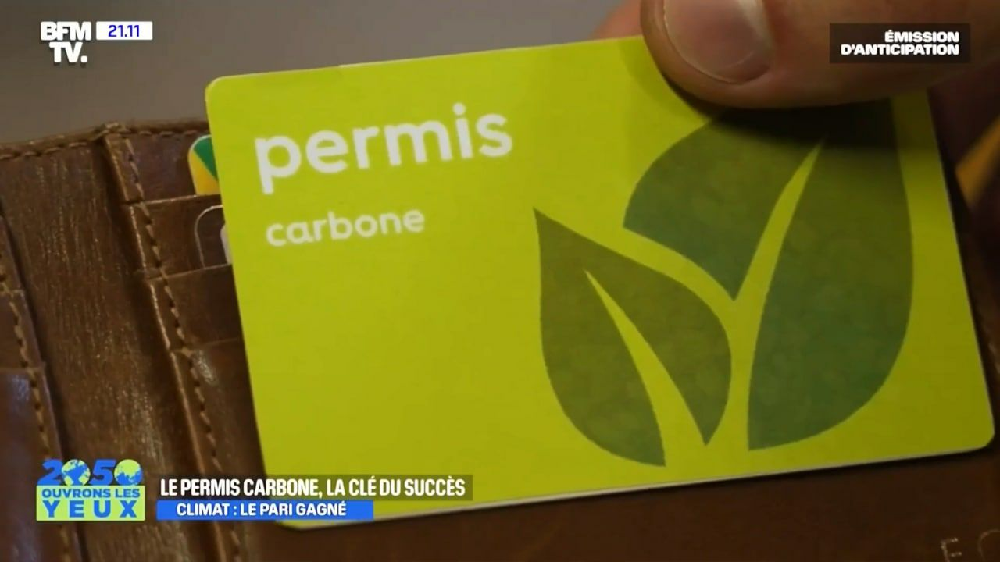 BFM
TV.
21.11
ÉMISSION
D'ANTICIPATION
permis
carbone
2050
OUVRONS LES
YEUX
LE PERMIS CARBONE, LA CLÉ DU SUCCÈS
CLIMAT : LE PARI GAGNÉ